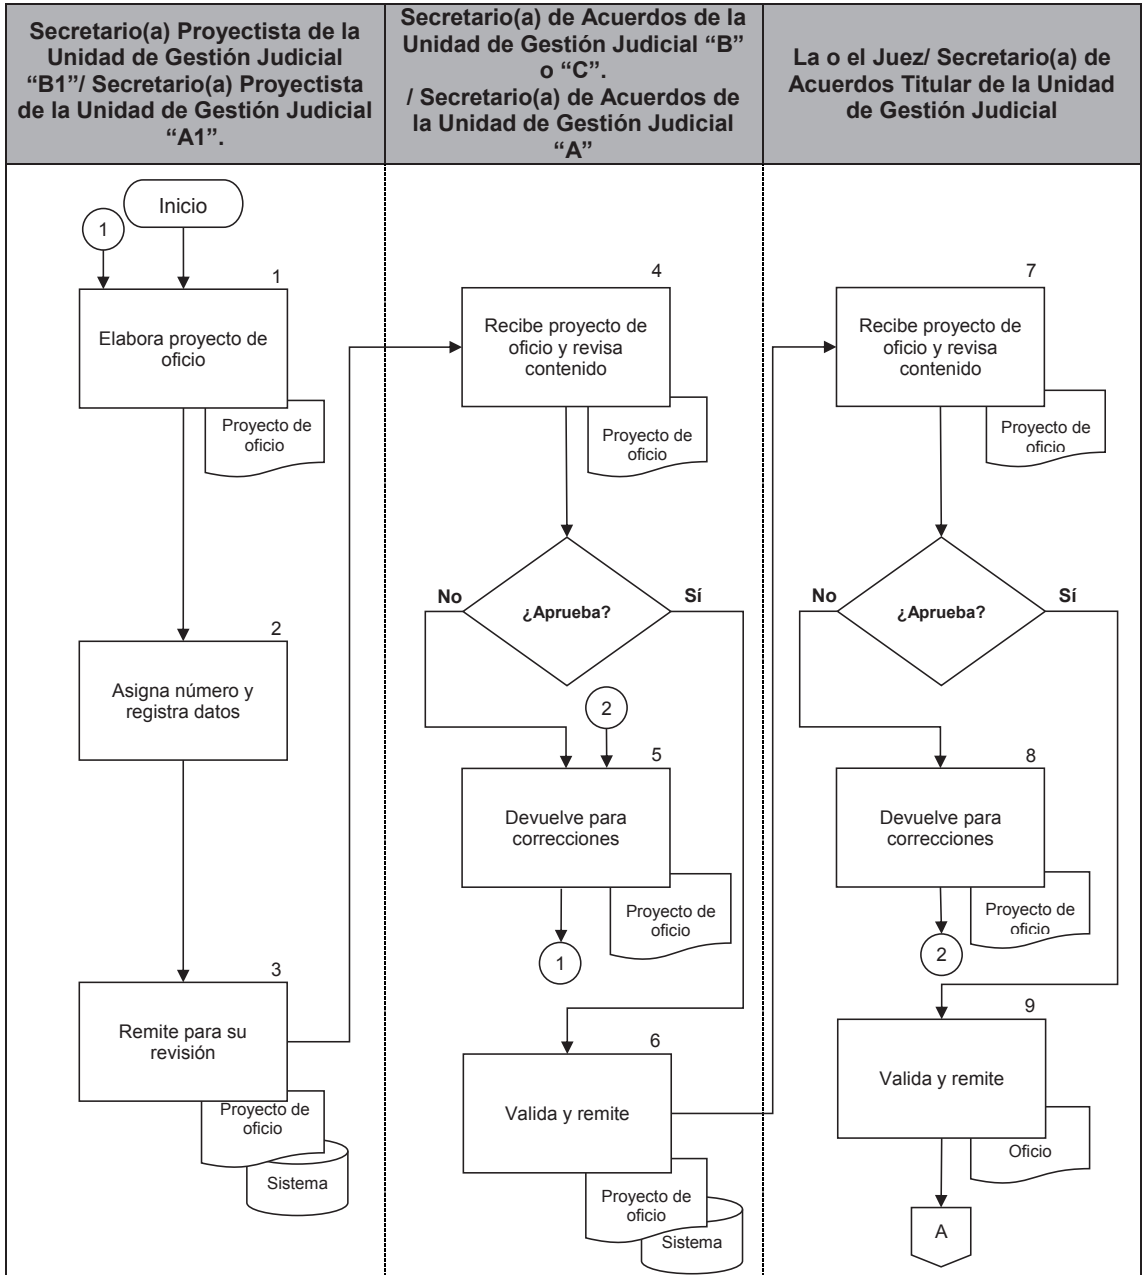 Secretario(a) Proyectista de la
Unidad de Gestión Judicial
“B1”/ Secretario(a) Proyectista
de la Unidad de Gestión Judicial
“A1”.
Secretario(a) de Acuerdos de la
Unidad de Gestión Judicial “B”
o “C”.
/ Secretario(a) de Acuerdos de
la Unidad de Gestión Judicial
“A”
La o el Juez/ Secretario(a) de
Acuerdos Titular de la Unidad
de Gestión Judicial
Inicio
1
1
Elabora proyecto de
oficio
Proyecto de
oficio
2
Asigna número y
registra datos
3
Remite para su
revisión
Proyecto de
oficio
Sistema
4
Recibe proyecto de
oficio y revisa
contenido
Proyecto de
oficio
¿Aprueba?
No
Sí
2
5
Devuelve para
correcciones
Proyecto de
oficio
1
6
Valida y remite
Proyecto de
oficio
Sistema
7
Recibe proyecto de
oficio y revisa
contenido
Proyecto de
oficio
¿Aprueba?
No
Sí
8
Devuelve para
correcciones
Proyecto de
oficio
2
9
Valida y remite
Oficio
A